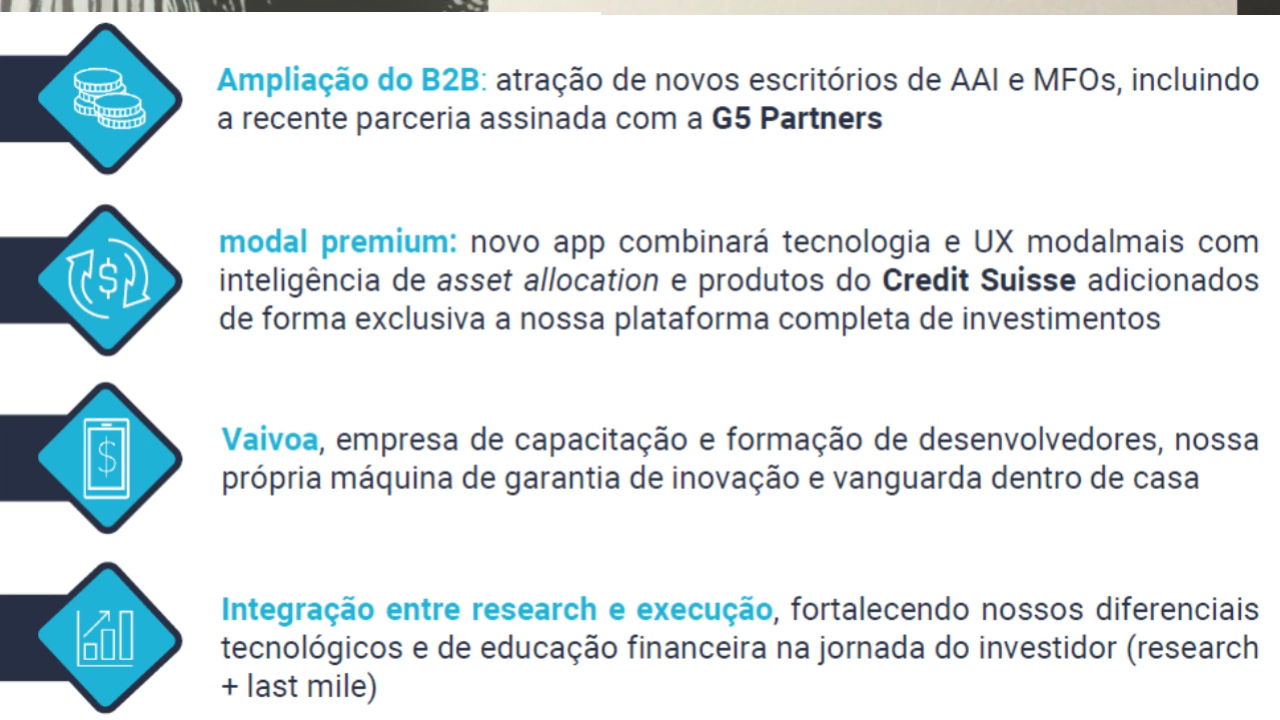 Ampliação do B2B: atração de novos escritórios de AAI e MFOs, incluindo
a recente parceria assinada com a G5 Partners
modal premium: novo app combinará tecnologia e UX modalmais com
inteligência de asset allocation e produtos do Credit Suisse adicionados
de forma exclusiva a nossa plataforma completa de investimentos
Vaivoa, empresa de capacitação e formação de desenvolvedores, nossa
própria máquina de garantia de inovação e vanguarda dentro de casa
Integração entre research e execução, fortalecendo nossos diferenciais
tecnológicos e de educação financeira na jornada do investidor (research
+ last mile)